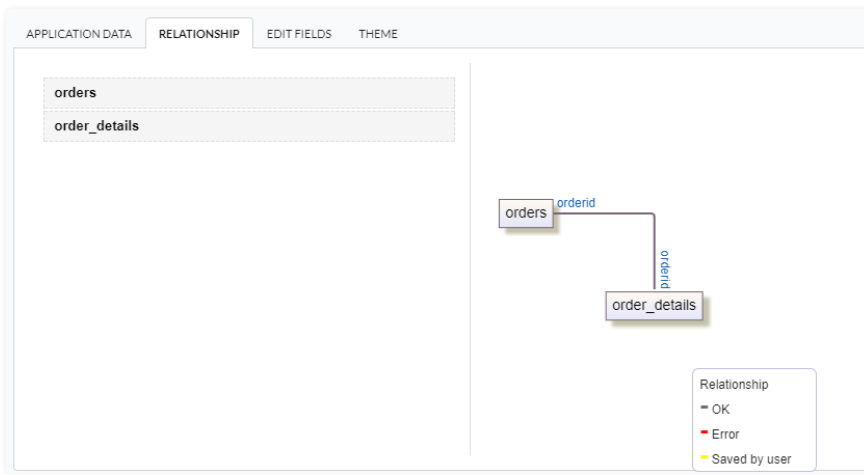 APPLICATION DATA RELATIONSHIP EDIT FIELDS THEME
orders
order_details
orders
orderid
orderid
order_details
Relationship
OK
Error
Saved by user